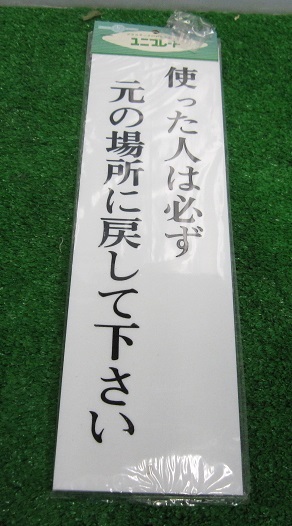 ユニプレート
使った人は必ず
元の場所に戻して下さい